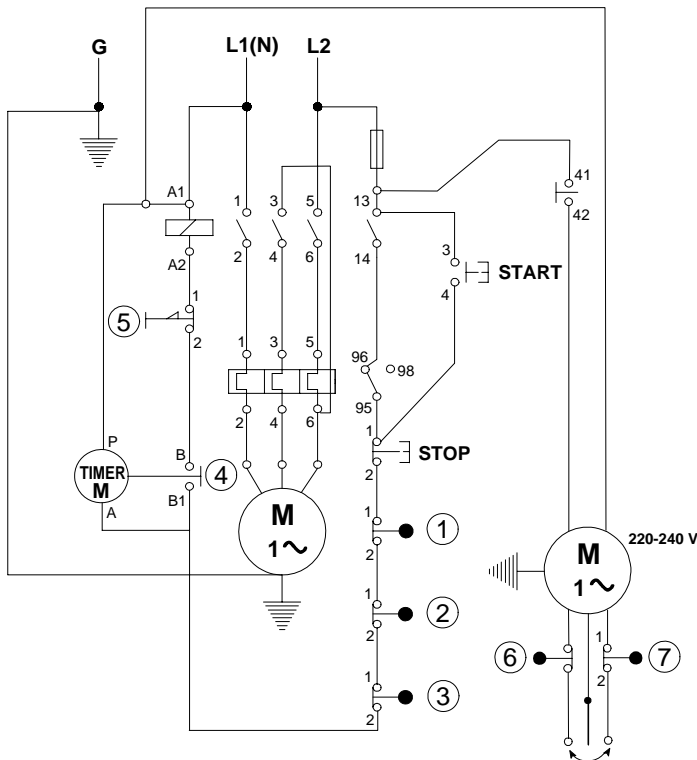 G L1(N) L2
A1 1 3 5 13 41
42
2 4 6 14 3
A2 4 START
1
5
2 1 3 5 96 98
95
2 4 6 1
P B STOP
TIMER
M 4 2
A B1
M
1∼
1
1
2
220-240 V
M
1∼
1
2
2
6 1 7
2
1
3
2